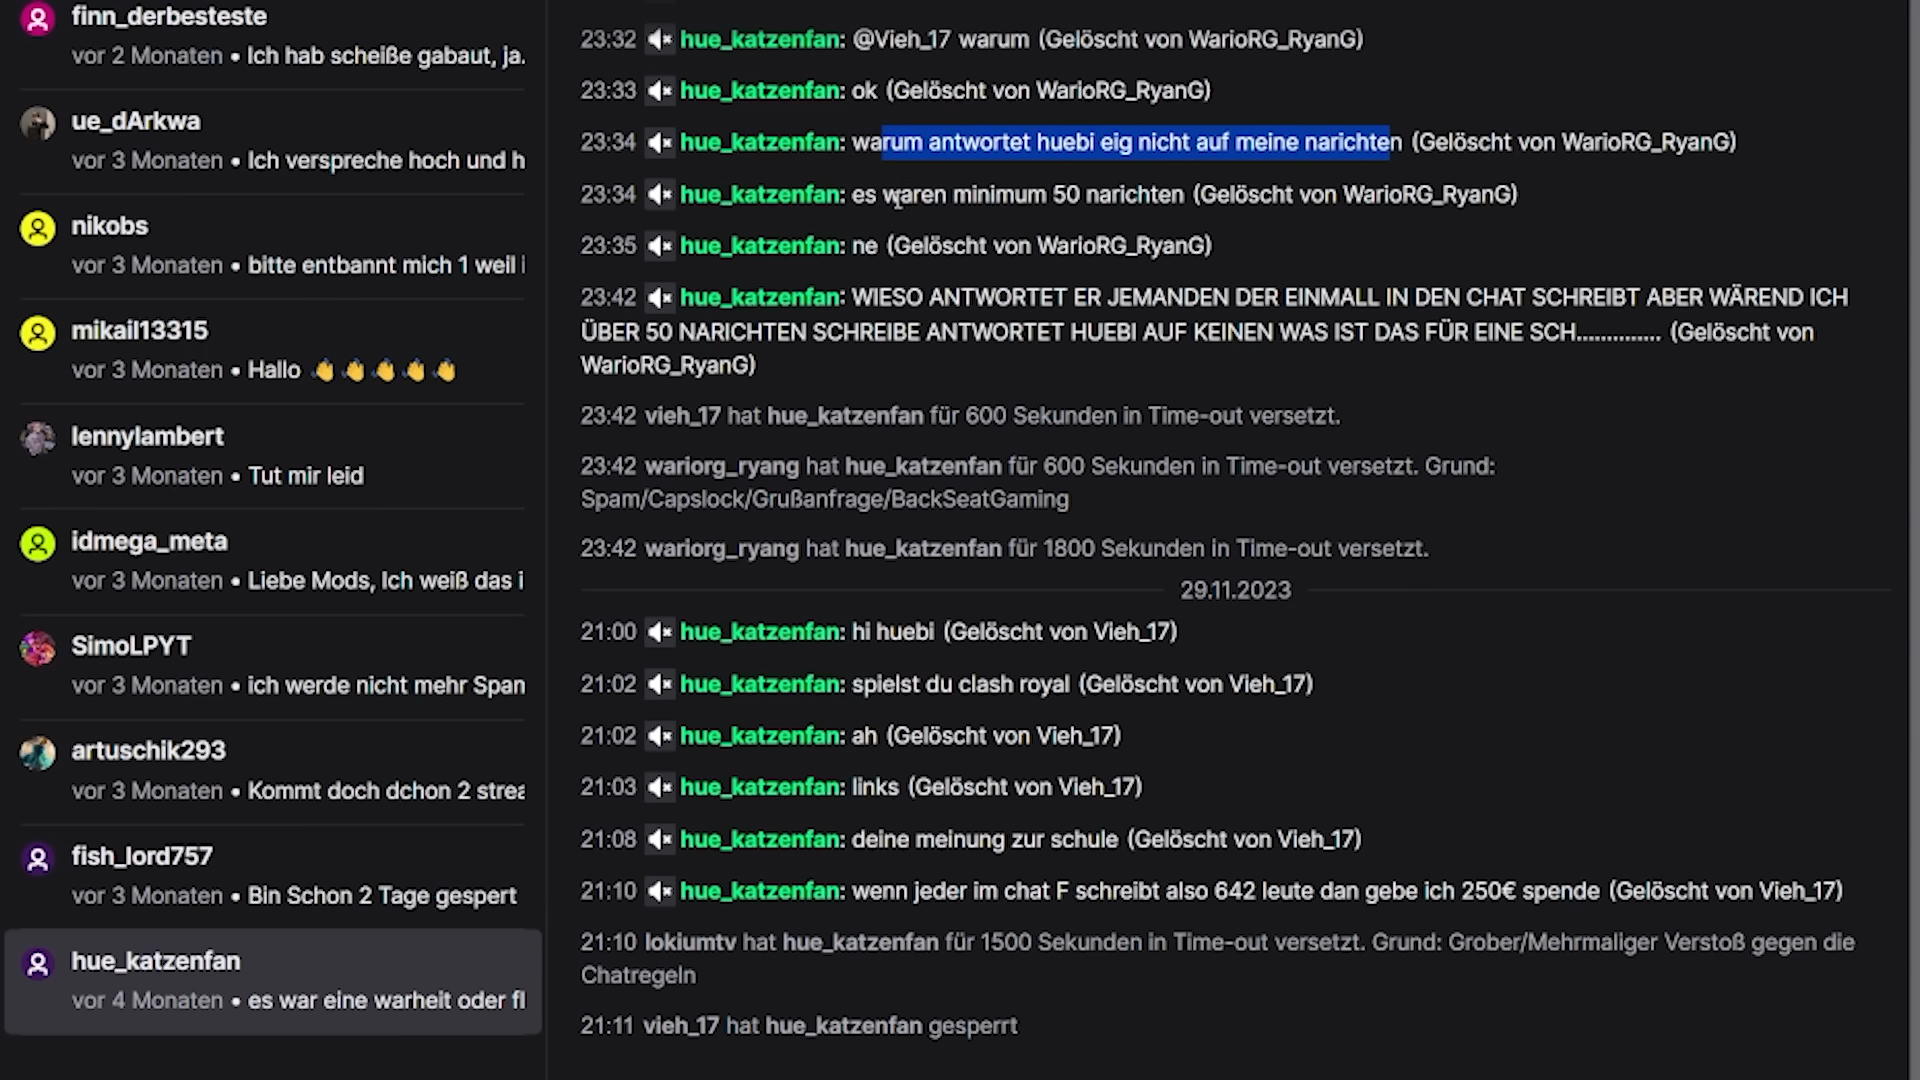 finn_derbesteste
vor 2 Monaten • Ich hab scheiße gabaut, ja.
ue_dArkwa
vor 3 Monaten • Ich verspreche hoch und h
nikobs
vor 3 Monaten • bitte entbannt mich 1 weil i
mikail13315
vor 3 Monaten • Hallo 👋 👋 👋 👋 👋
lennylambert
vor 3 Monaten • Tut mir leid
idmega_meta
vor 3 Monaten • Liebe Mods, Ich weiß das i
SimoLPYT
vor 3 Monaten • ich werde nicht mehr Span
artuschik293
vor 3 Monaten • Kommt doch dchon 2 strea
fish_lord757
vor 3 Monaten • Bin Schon 2 Tage gespert
hue_katzenfan
vor 4 Monaten • es war eine warheit oder fl
23:32 hue_katzenfan: @Vieh_17 warum (Gelöscht von WarioRG_RyanG)
23:33 hue_katzenfan: ok (Gelöscht von WarioRG_RyanG)
23:34 hue_katzenfan: warum antwortet huebi eig nicht auf meine narichten (Gelöscht von WarioRG_RyanG)
23:34 hue_katzenfan: es waren minimum 50 narichten (Gelöscht von WarioRG_RyanG)
23:35 hue_katzenfan: ne (Gelöscht von WarioRG_RyanG)
23:42 hue_katzenfan: WIESO ANTWORTET ER JEMANDEN DER EINMALL IN DEN CHAT SCHREIBT ABER WÄREND ICH
ÜBER 50 NARICHTEN SCHREIBE ANTWORTET HUEBI AUF KEINEN WAS IST DAS FÜR EINE SCH.............. (Gelöscht von
WarioRG_RyanG)
23:42 vieh_17 hat hue_katzenfan für 600 Sekunden in Time-out versetzt.
23:42 wariorg_ryang hat hue_katzenfan für 600 Sekunden in Time-out versetzt. Grund:
Spam/Capslock/Grußanfrage/BackSeatGaming
23:42 wariorg_ryang hat hue_katzenfan für 1800 Sekunden in Time-out versetzt.
29.11.2023
21:00 hue_katzenfan: hi huebi (Gelöscht von Vieh_17)
21:02 hue_katzenfan: spielst du clash royal (Gelöscht von Vieh_17)
21:02 hue_katzenfan: ah (Gelöscht von Vieh_17)
21:03 hue_katzenfan: links (Gelöscht von Vieh_17)
21:08 hue_katzenfan: deine meinung zur schule (Gelöscht von Vieh_17)
21:10 hue_katzenfan: wenn jeder im chat F schreibt also 642 leute dan gebe ich 250€ spende (Gelöscht von Vieh_17)
21:10 lokiumtv hat hue_katzenfan für 1500 Sekunden in Time-out versetzt. Grund: Grober/Mehrmaliger Verstoß gegen die
Chatregeln
21:11 vieh_17 hat hue_katzenfan gesperrt